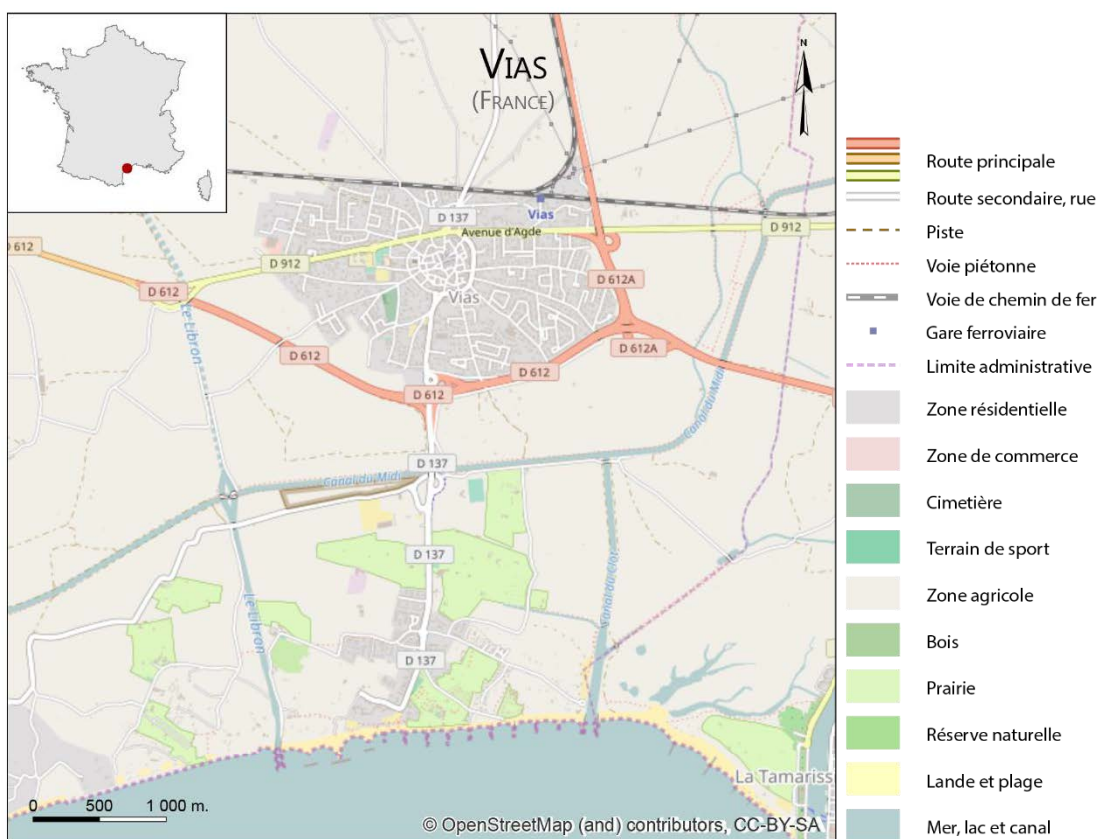 VIAS
(FRANCE)
N
D 137
Vias
Avenue d'Agde
D 912
D 612
D 912
D 612A
D 612
Vias
Le Libron
D 612
D 612A
D 612
D 612
Canal du Midi
D 137
Canal du Midi
D 137
Le Libron
Canal du Clot
D 137
La Tamariss
0 500 1 000 m.
© OpenStreetMap (and) contributors, CC-BY-SA
Route principale
Route secondaire, rue
Piste
Voie piétonne
Voie de chemin de fer
Gare ferroviaire
Limite administrative
Zone résidentielle
Zone de commerce
Cimetière
Terrain de sport
Zone agricole
Bois
Prairie
Réserve naturelle
Lande et plage
Mer, lac et canal